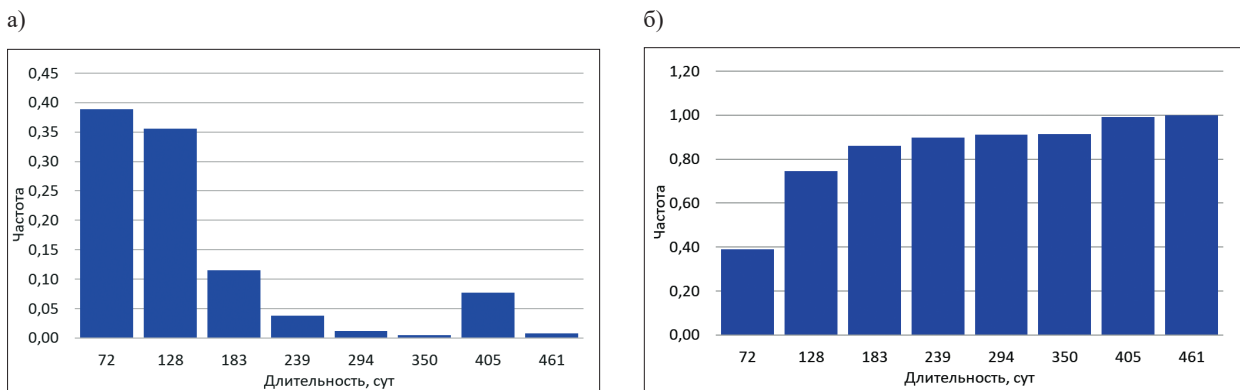 а)
0,45
0,40
0,35
0,30
0,25
0,20
0,15
0,10
0,05
0,00
Частота
72 128 183 239 294 350 405 461
Длительность, сут
б)
1,20
1,00
0,80
0,60
0,40
0,20
0,00
Частота
72 128 183 239 294 350 405 461
Длительность, сут